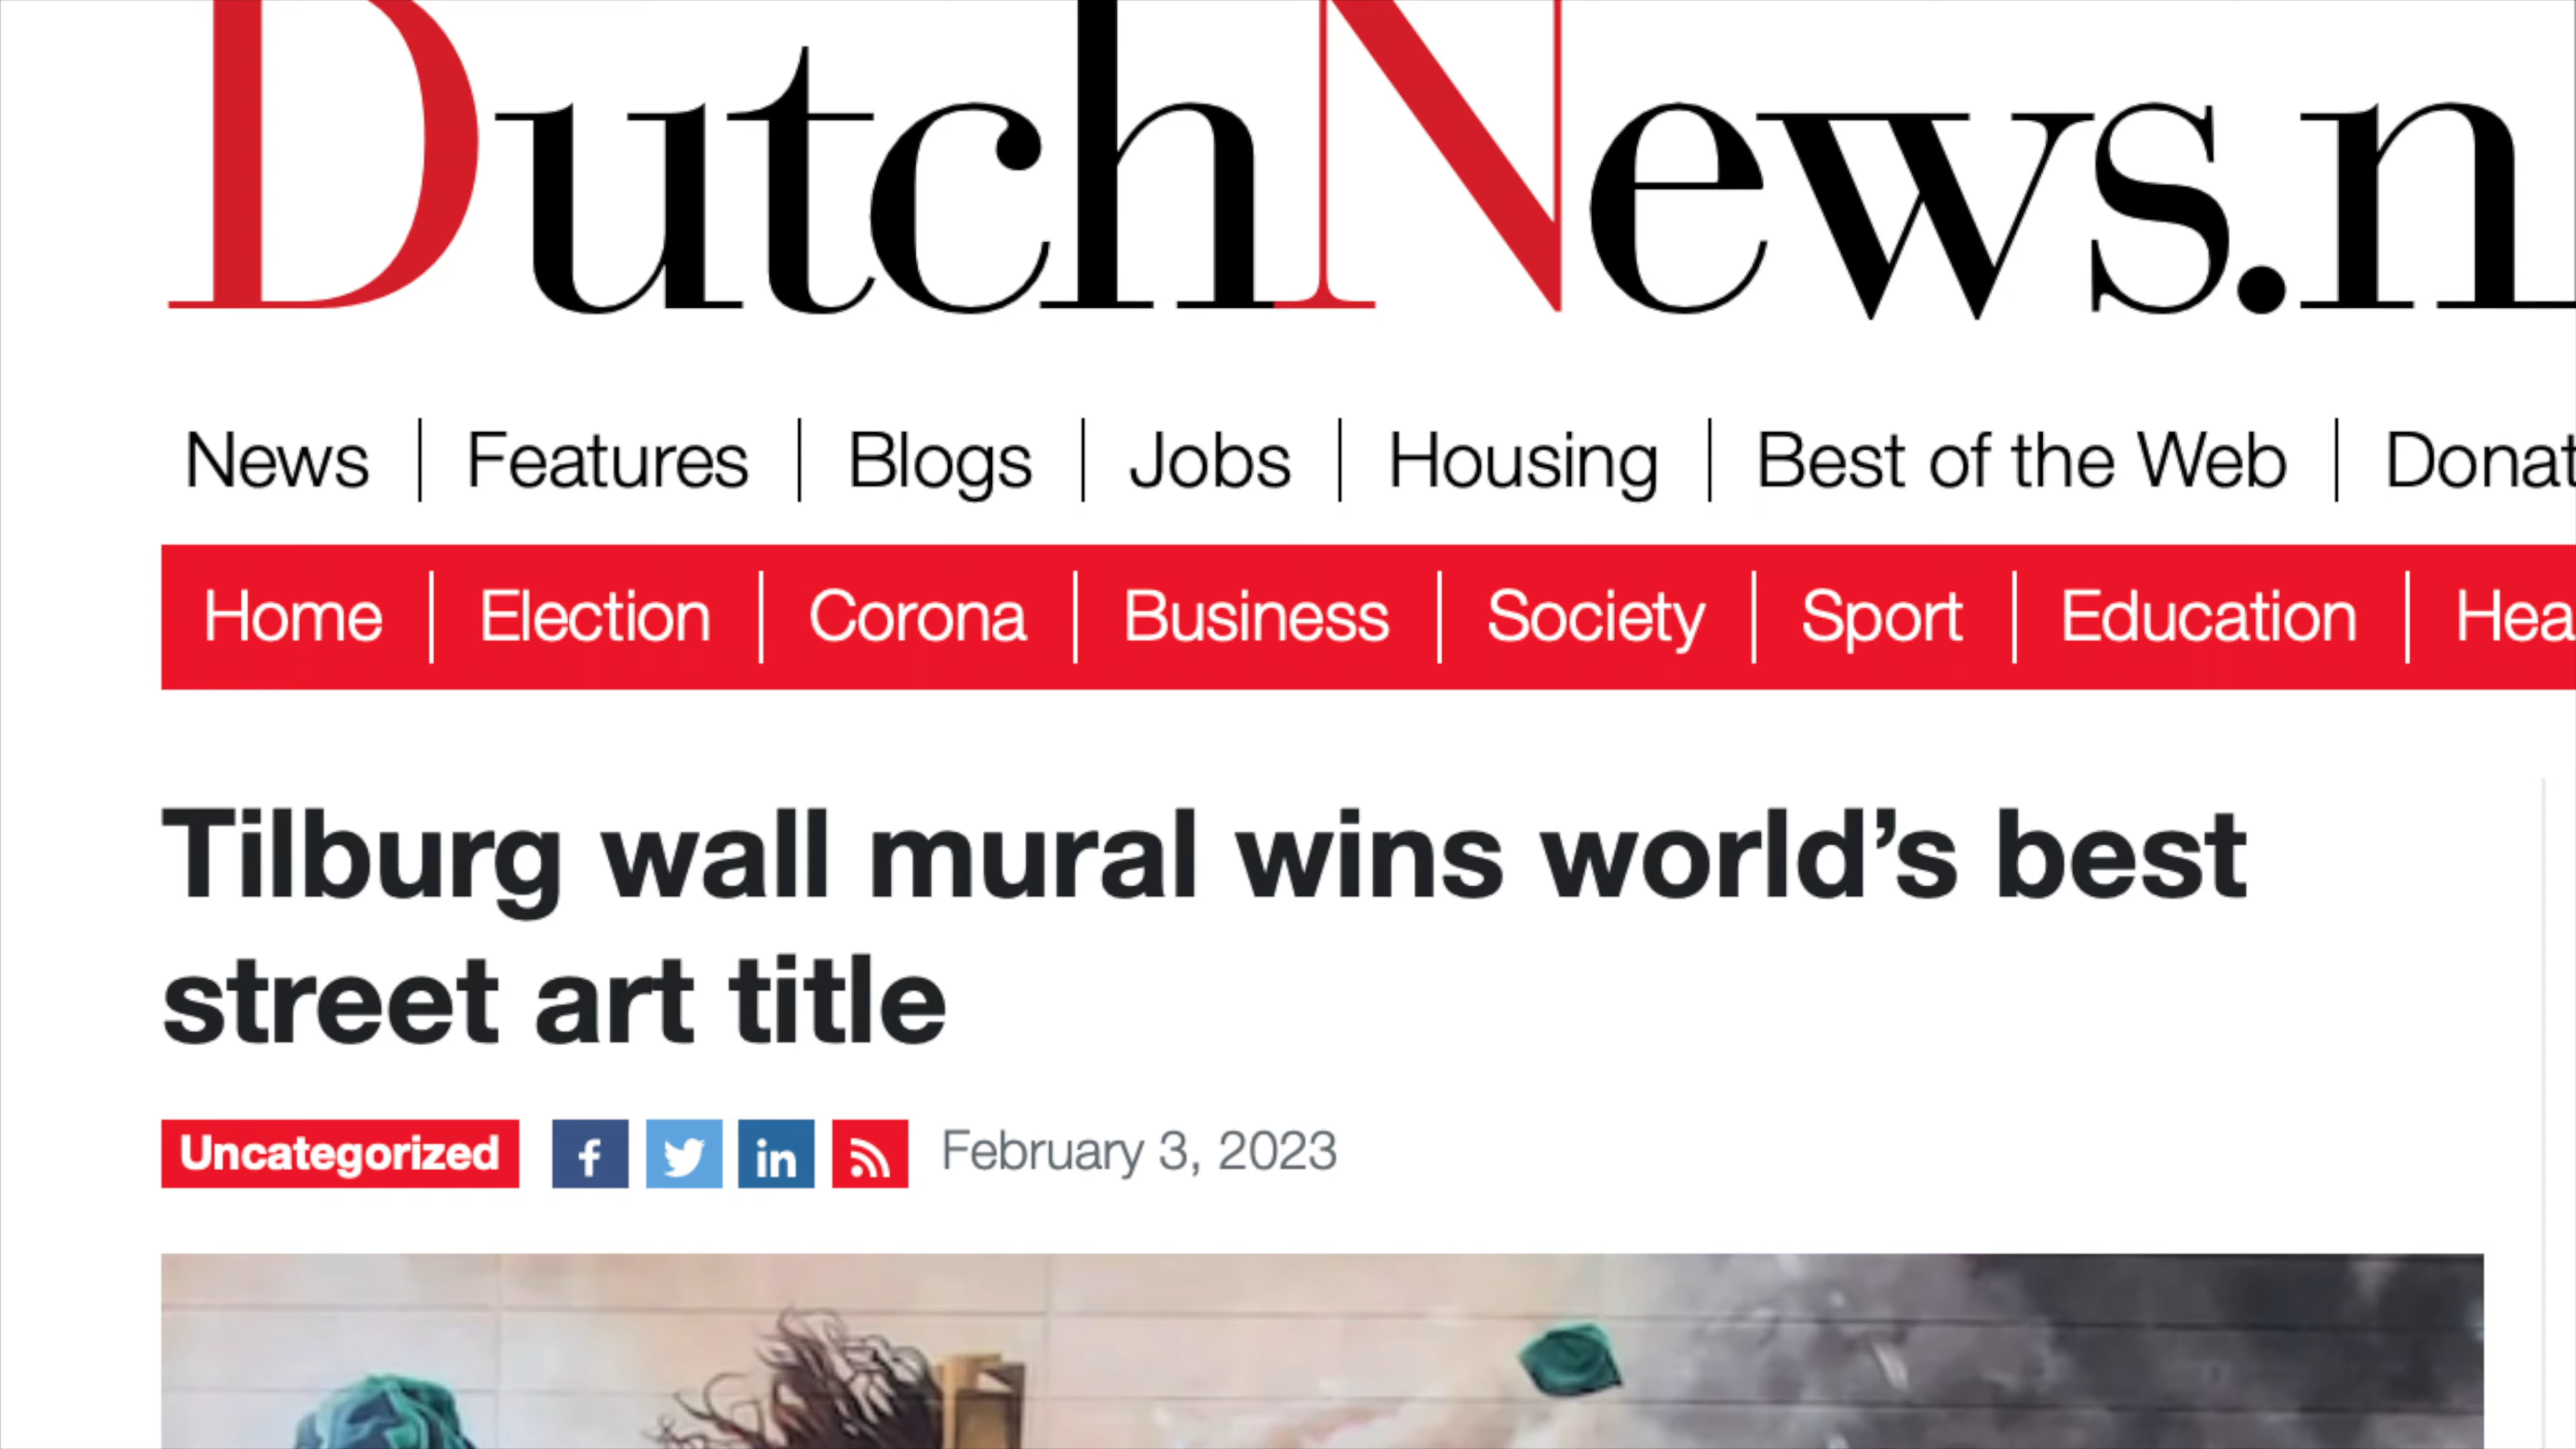 DutchNews.n
News | Features | Blogs | Jobs | Housing | Best of the Web | Donat
Home | Election | Corona | Business | Society | Sport | Education | Hea
Tilburg wall mural wins world’s best
street art title
Uncategorized f in February 3, 2023